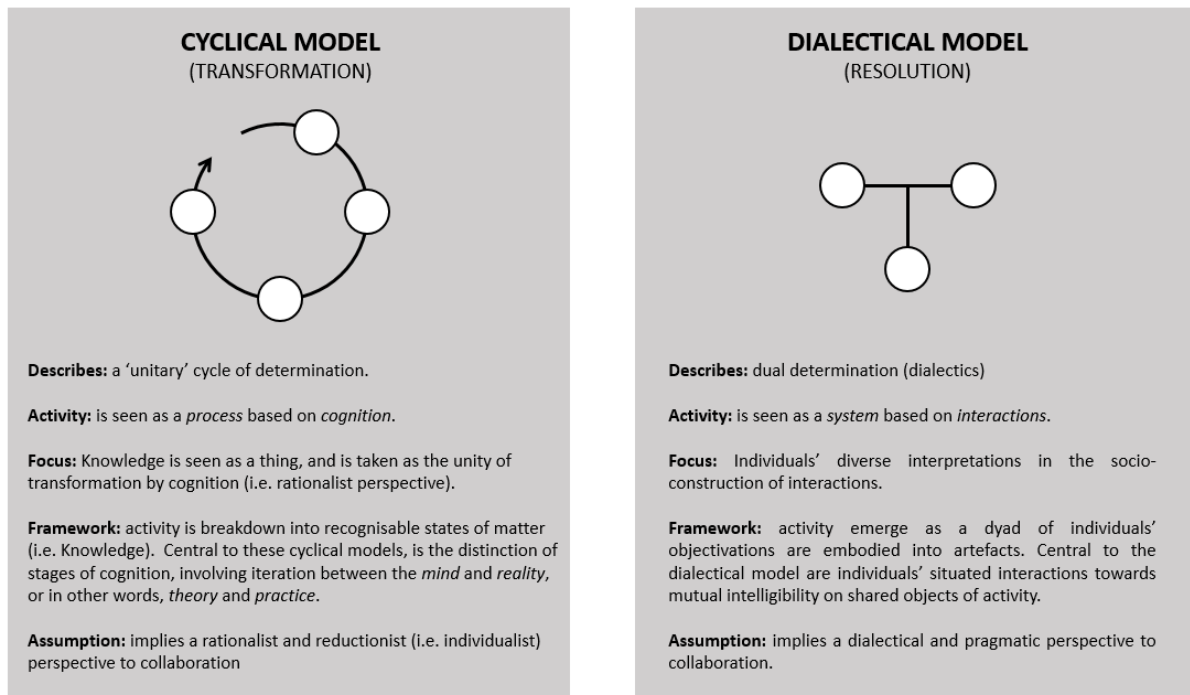 CYCLICAL MODEL
(TRANSFORMATION)
Describes: a ‘unitary’ cycle of determination.
Activity: is seen as a process based on cognition.
Focus: Knowledge is seen as a thing, and is taken as the unity of
transformation by cognition (i.e. rationalist perspective).
Framework: activity is breakdown into recognisable states of matter
(i.e. Knowledge). Central to these cyclical models, is the distinction of
stages of cognition, involving iteration between the mind and reality,
or in other words, theory and practice.
Assumption: implies a rationalist and reductionist (i.e. individualist)
perspective to collaboration
DIALECTICAL MODEL
(RESOLUTION)
Describes: dual determination (dialectics)
Activity: is seen as a system based on interactions.
Focus: Individuals’ diverse interpretations in the socio-
construction of interactions.
Framework: activity emerge as a dyad of individuals’
objectivations are embodied into artefacts. Central to the
dialectical model are individuals’ situated interactions towards
mutual intelligibility on shared objects of activity.
Assumption: implies a dialectical and pragmatic perspective to
collaboration.